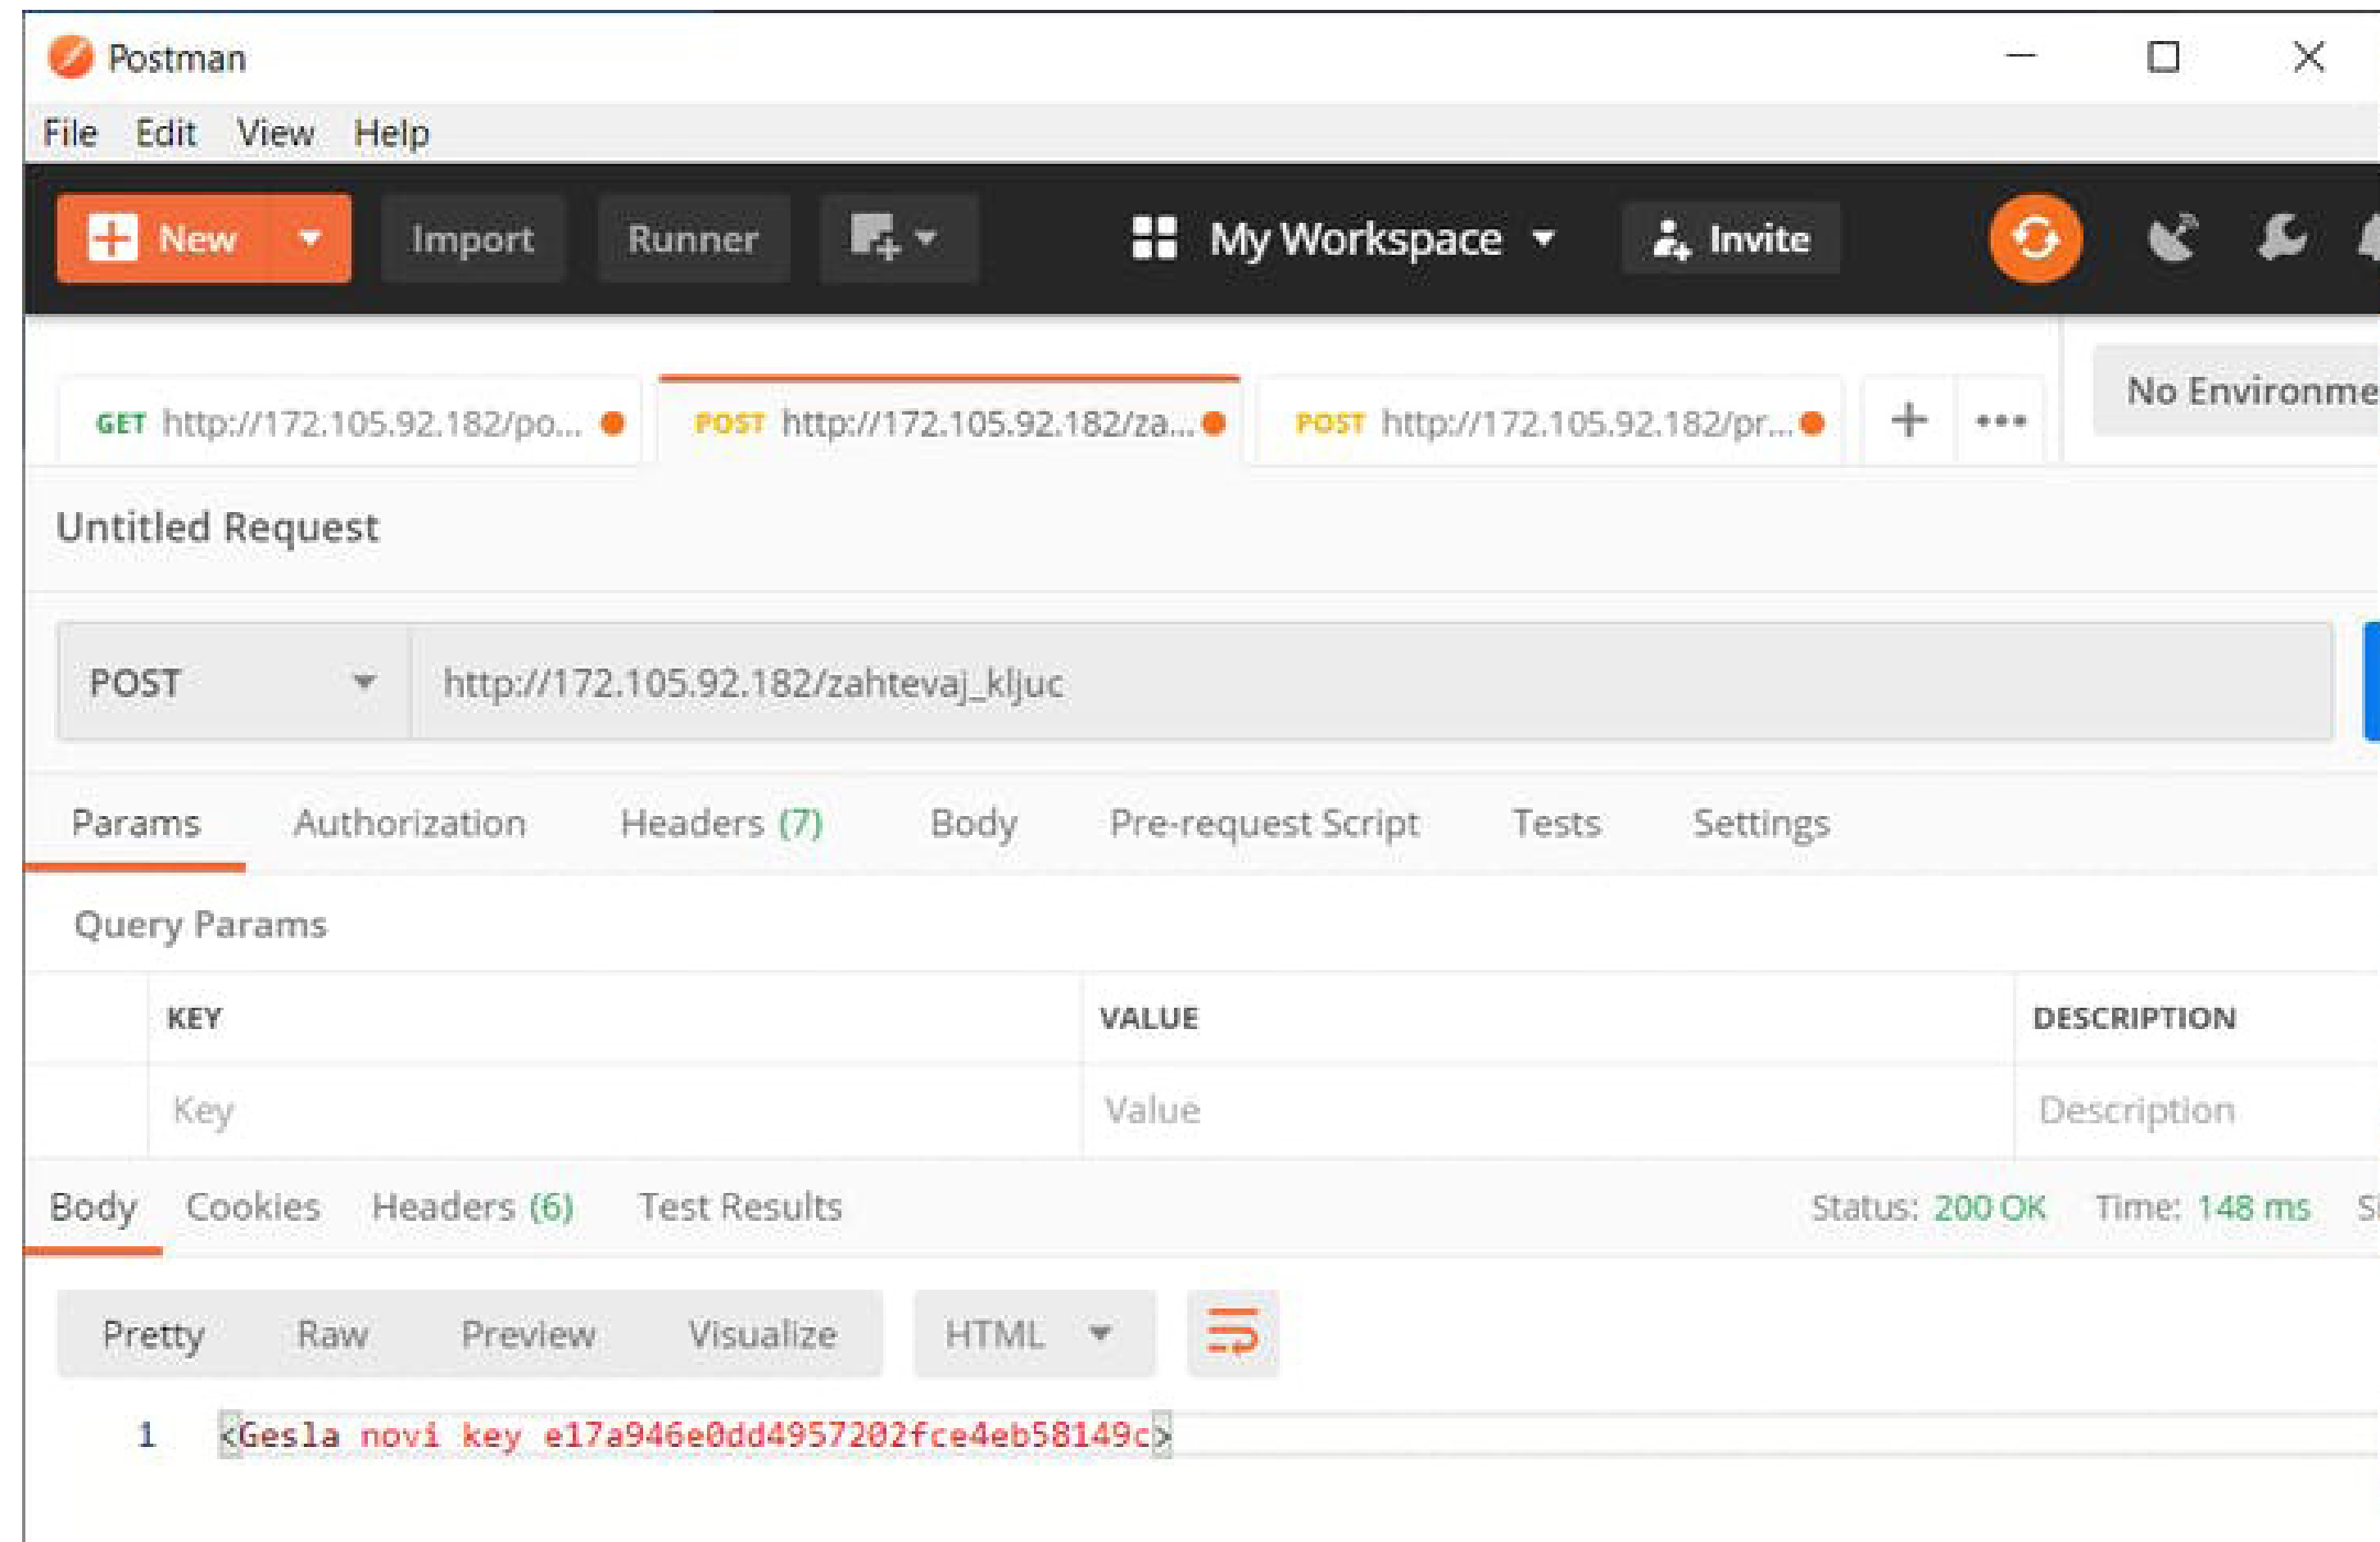 Postman
File Edit View Help
New Import Runner My Workspace Invite
GET http://172.105.92.182/po... POST http://172.105.92.182/za... POST http://172.105.92.182/pr... + ... No Environme
Untitled Request
POST http://172.105.92.182/zahtevaj_kljuc
Params Authorization Headers (7) Body Pre-request Script Tests Settings
Query Params
KEY VALUE DESCRIPTION
Key Value Description
Body Cookies Headers (6) Test Results Status: 200 OK Time: 148 ms
Pretty Raw Preview Visualize HTML
1 <Gesla novi key e17a946e0dd4957202fce4eb58149c>